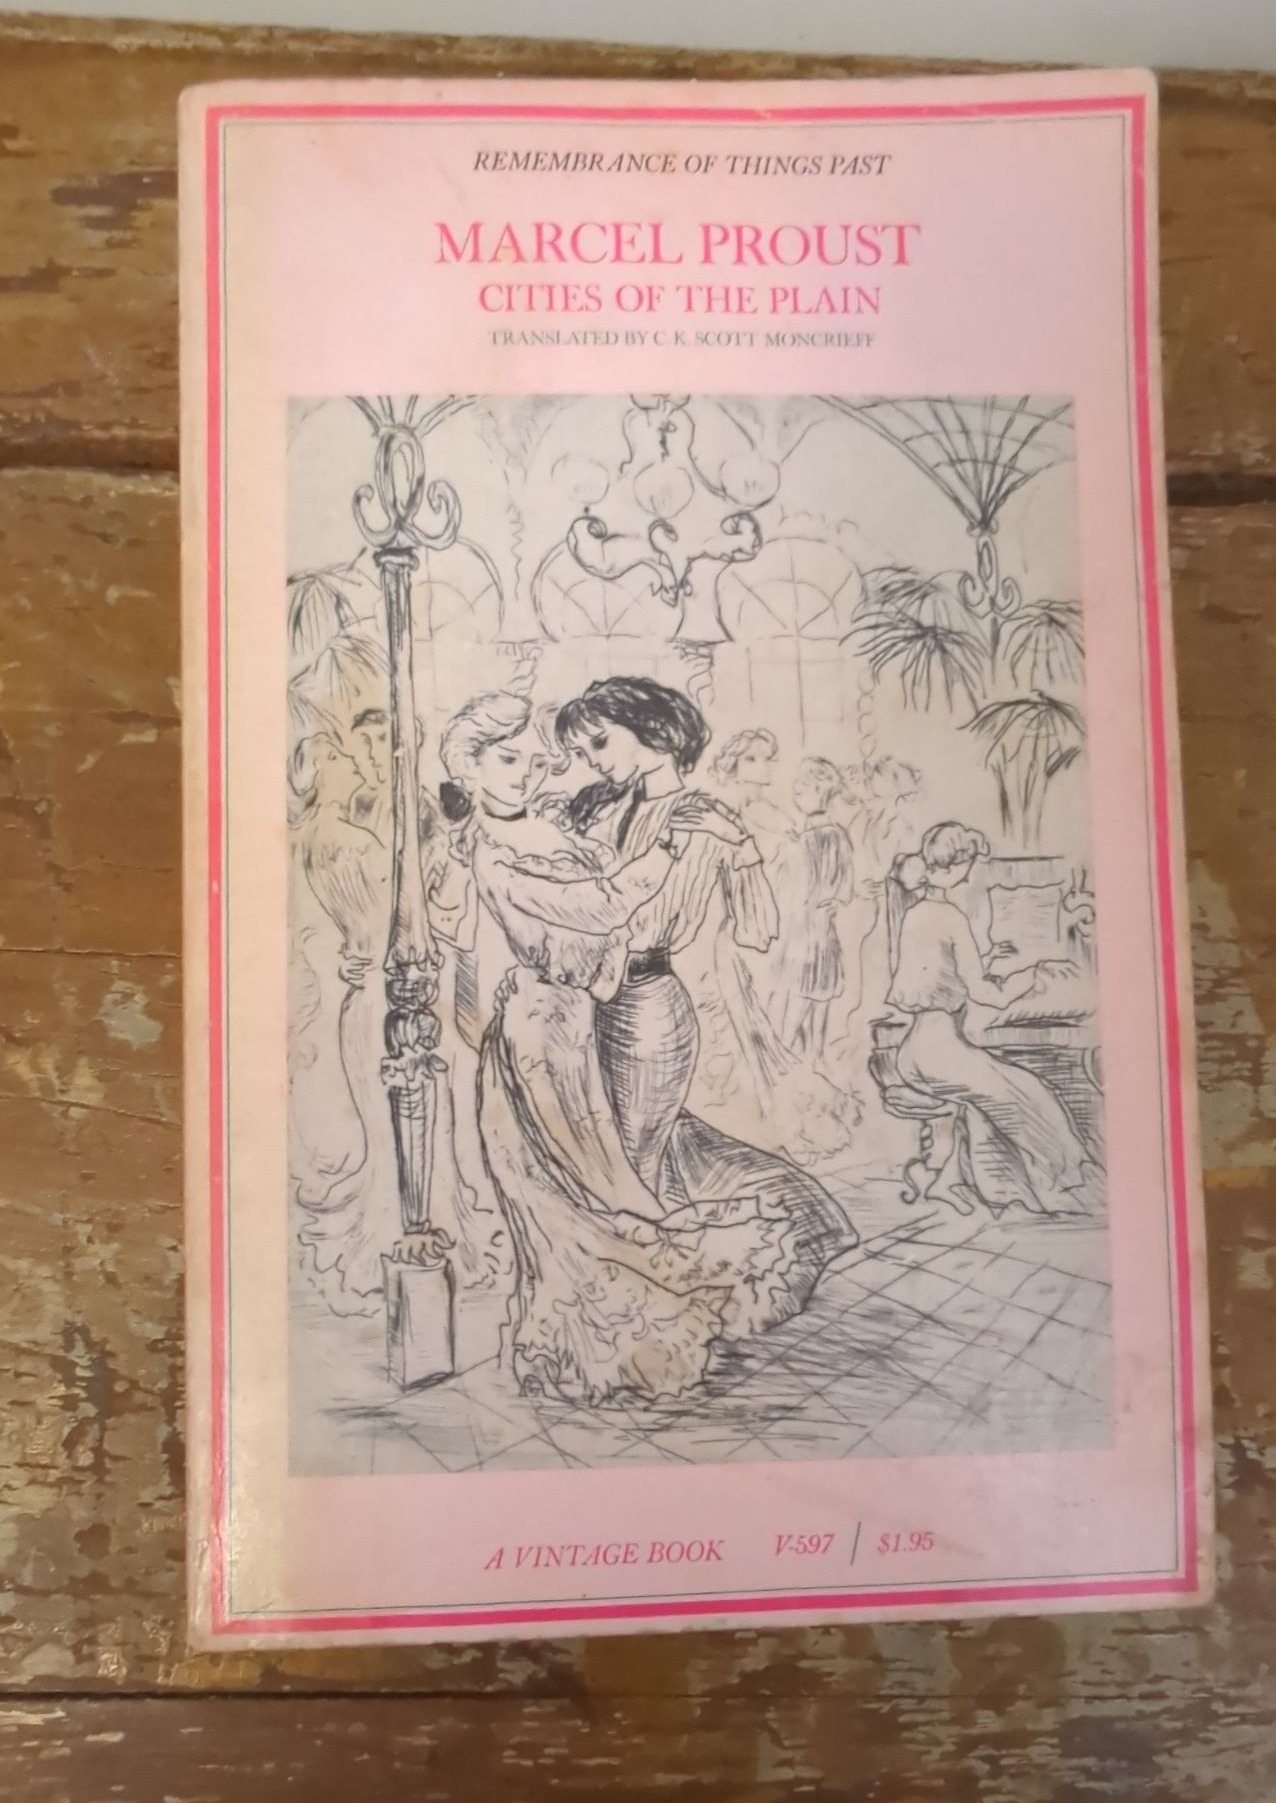 REMEMBRANCE OF THINGS PAST
MARCEL PROUST
CITIES OF THE PLAIN
TRANSLATED BY C. K. SCOTT MONCRIEFF
A VINTAGE BOOK V-597 / $1.95